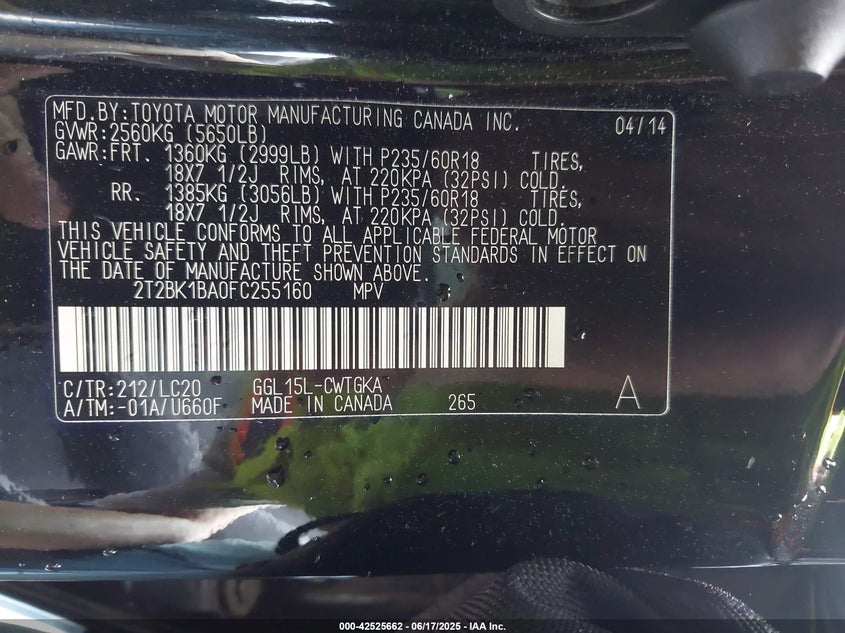 MFD.BY:TOYOTA MOTOR MANUFACTURING CANADA INC. 04/14
GVWR:2560KG (5650LB)
GAWR:FRT. 1360KG (2999LB) WITH P235/60R18 TIRES,
18X7 1/2J RIMS, AT 220KPA (32PSI) COLD.
RR. 1385KG (3056LB) WITH P235/60R18 TIRES,
18X7 1/2J RIMS, AT 220KPA (32PSI) COLD.
THIS VEHICLE CONFORMS TO ALL APPLICABLE FEDERAL MOTOR
VEHICLE SAFETY AND THEFT PREVENTION STANDARDS IN EFFECT ON
THE DATE OF MANUFACTURE SHOWN ABOVE.
2T2BK1BA0FC255160 MPV
C/TR:212/LC20 GGL15L-CWTGKA
A/TM:-01A/U660F MADE IN CANADA 265 A
000-42525662 - 06/17/2025 - IAA Inc.